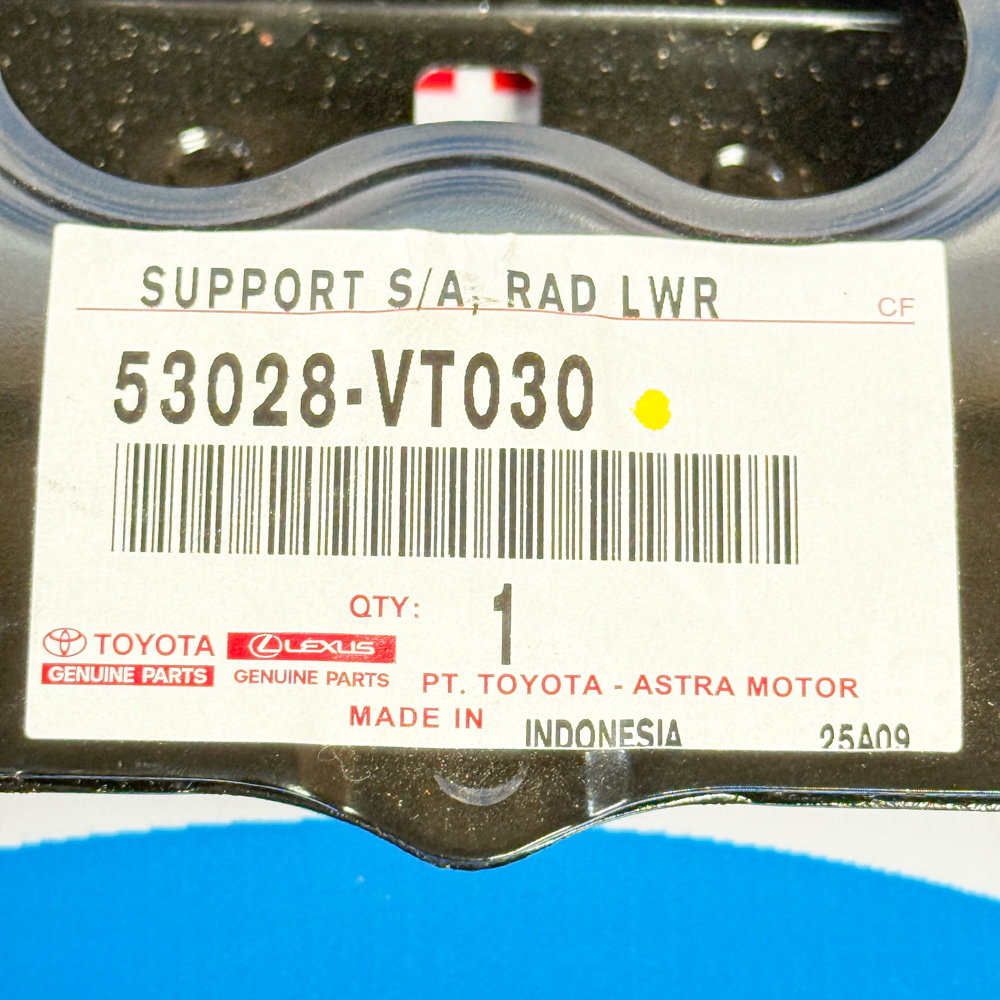 SUPPORT S/A, RAD LWR
CF
53028-VT030
QTY: 1
TOYOTA LEXUS
GENUINE PARTS GENUINE PARTS
PT. TOYOTA - ASTRA MOTOR
MADE IN INDONESIA 25A09